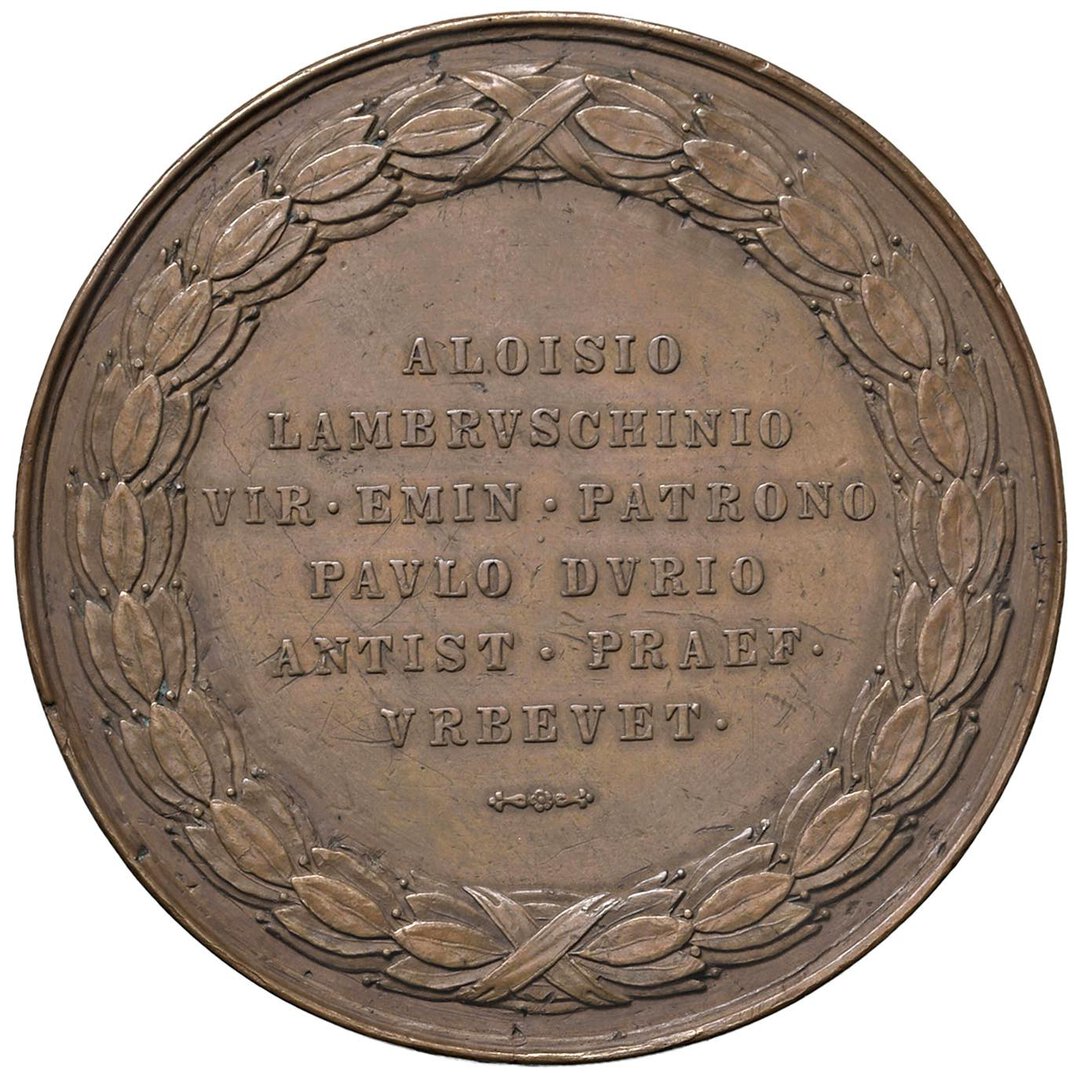 ALOISIO
LAMBRVSCHINIO
VIR · EMIN · PATRONO
PAVLO DVRIO
ANTIST · PRAEF ·
VRBEVET ·